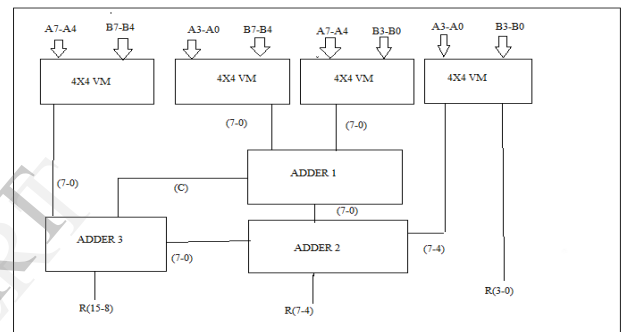 A7-A4 B7-B4 A3-A0 B7-B4 A7-A4 B3-B0 A3-A0 B3-B0
4X4 VM 4X4 VM 4X4 VM 4X4 VM
(7-0) (7-0)
ADDER 1
(7-0) (C)
(7-0)
ADDER 3 ADDER 2
(7-0) (7-4)
R(15-8) R(7-4) R(3-0)